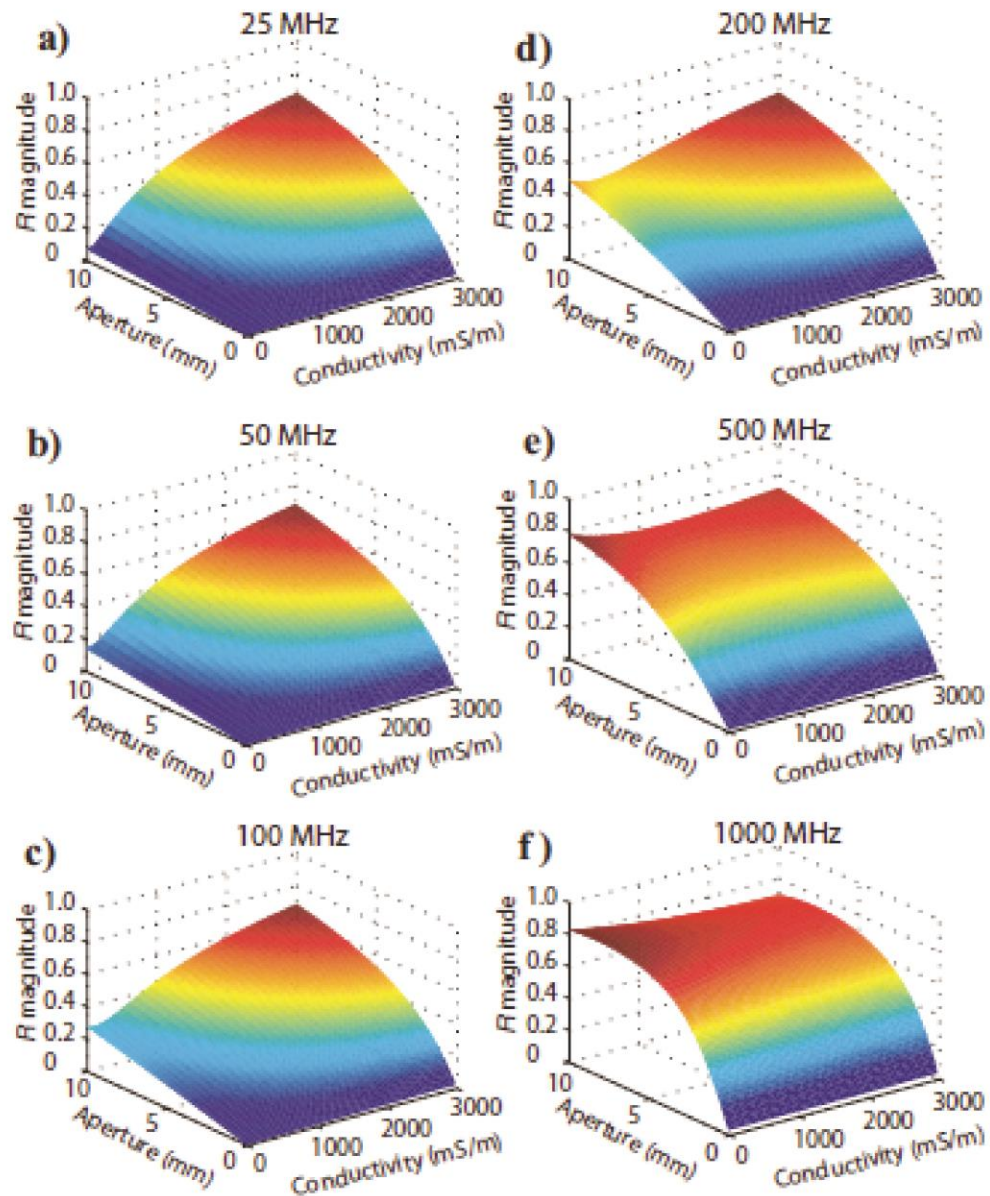 a)
25 MHz
R magnitude
1.0
0.8
0.6
0.4
0.2
0
10
5
0
Aperture (mm)
0
1000
2000
3000
Conductivity (mS/m)
b)
50 MHz
R magnitude
1.0
0.8
0.6
0.4
0.2
0
10
5
0
Aperture (mm)
0
1000
2000
3000
Conductivity (mS/m)
c)
100 MHz
R magnitude
1.0
0.8
0.6
0.4
0.2
0
10
5
0
Aperture (mm)
0
1000
2000
3000
Conductivity (mS/m)
d)
200 MHz
R magnitude
1.0
0.8
0.6
0.4
0.2
0
10
5
0
Aperture (mm)
0
1000
2000
3000
Conductivity (mS/m)
e)
500 MHz
R magnitude
1.0
0.8
0.6
0.4
0.2
0
10
5
0
Aperture (mm)
0
1000
2000
3000
Conductivity (mS/m)
f)
1000 MHz
R magnitude
1.0
0.8
0.6
0.4
0.2
0
10
5
0
Aperture (mm)
0
1000
2000
3000
Conductivity (mS/m)